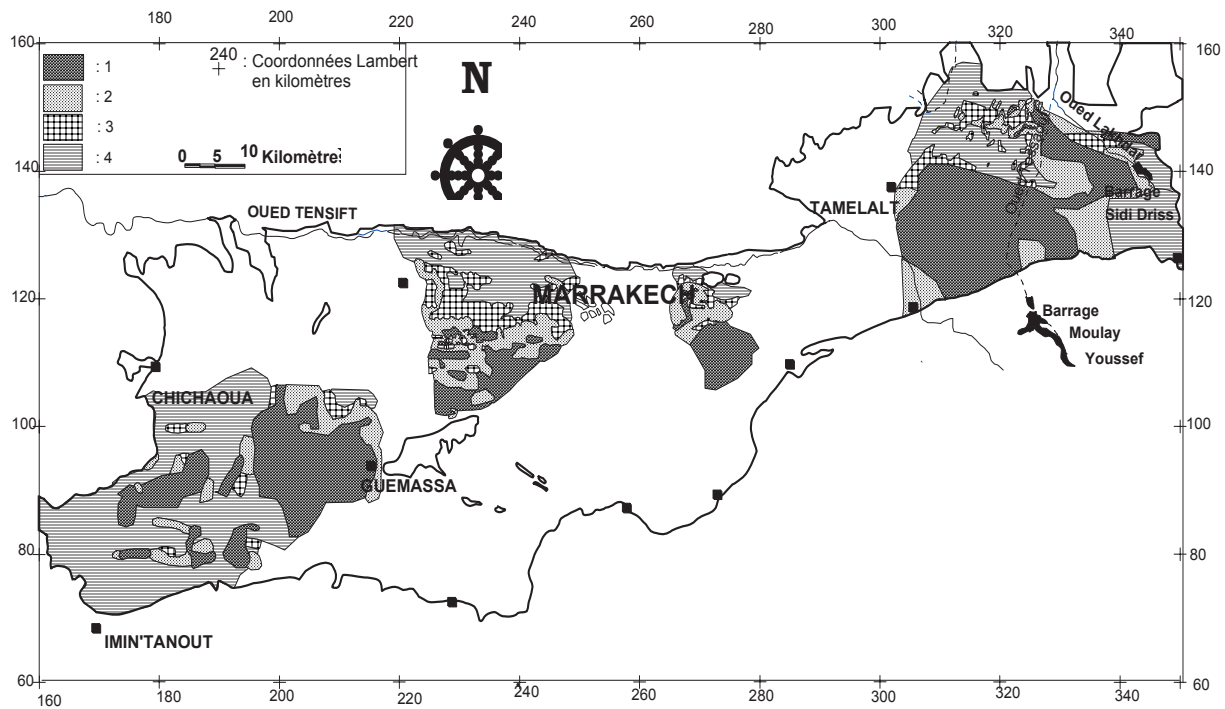 180 200 220 240 260 280 300 320 340
160 160
: 1
: 2
: 3
: 4
240 : Coordonnées Lambert
+ en kilomètres
0 5 10 Kilomètre
N
140 140
Oued Lakhdar
Barrage
Sidi Driss
TAMELALT
OUED TENSIFT
Oued
120 120
MARRAKECH
Barrage
Moulay
Youssef
CHICHAOUA
100 100
GUEMASSA
80 80
IMIN'TANOUT
60 60
160 180 200 220 240 260 280 300 320 340